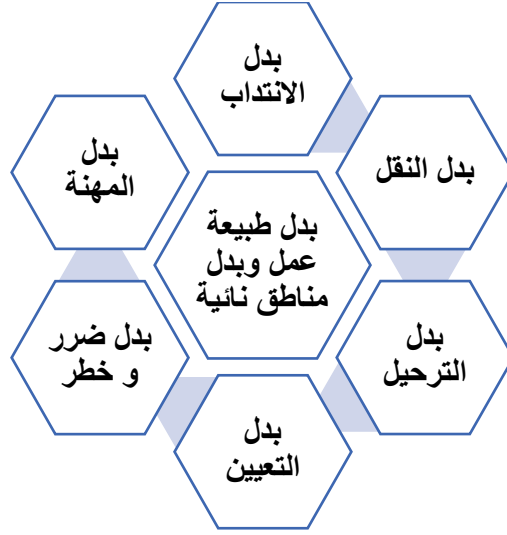 بدل
الانتداب
بدل النقل
بدل
الترحيل
بدل
التعيين
بدل ضرر
و خطر
بدل
المهنة
بدل طبيعة
عمل وبدل
مناطق نائية